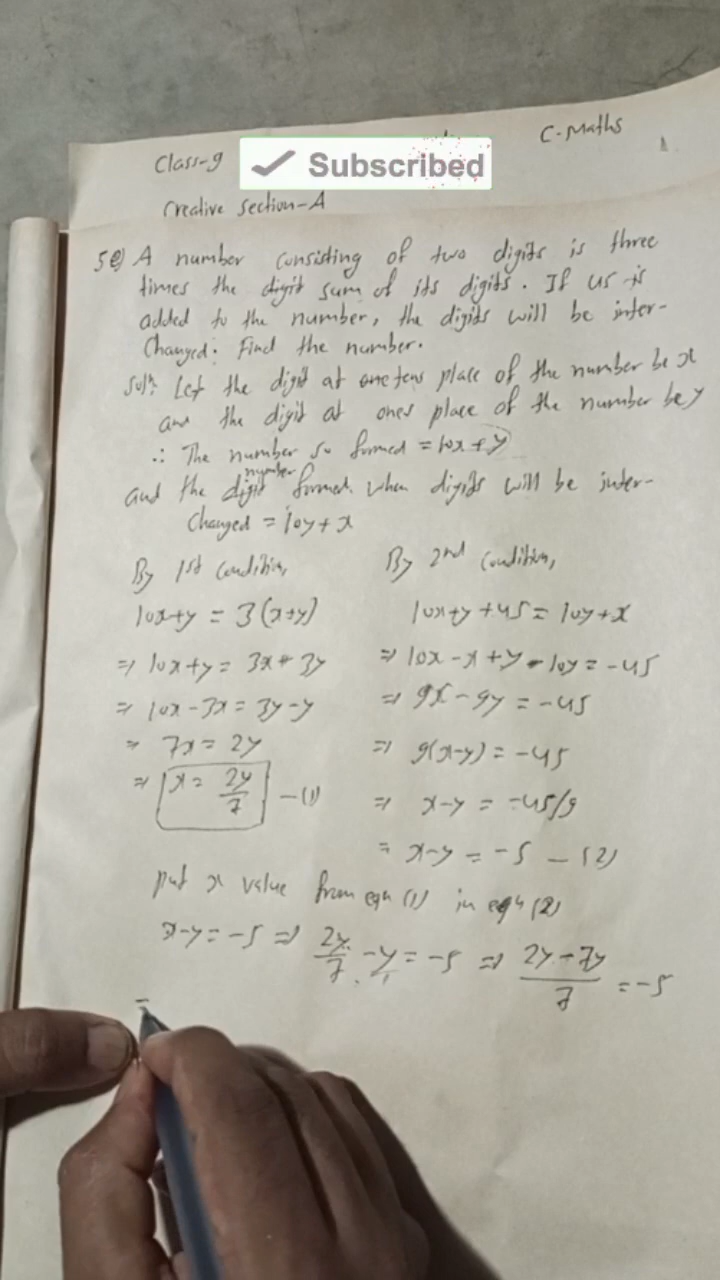 C-Maths
Class-9
✓ Subscribed
Creative Section-A
5e) A number consisting of two digits is three
times the digit sum of its digits. If 45 is
added to the number, the digits will be inter-
Changed. Find the number.
Solⁿ: Let the digit at tens place of the number be x
and the digit at ones place of the number be y
∴ The number so formed = 10x + y
and the digit number formed when digits will be inter-
Changed = 10y + x
By 1st condition,
10x+y = 3(x+y)
⇒ 10x+y = 3x+3y
⇒ 10x-3x = 3y-y
⇒ 7x = 2y
⇒ x = 2y/7 —(1)
By 2nd condition,
10x+y+45 = 10y+x
⇒ 10x-x+y-10y = -45
⇒ 9x-9y = -45
⇒ 9(x-y) = -45
⇒ x-y = -45/9
= x-y = -5 —(2)
put x value from eqn (1) in eqn (2)
x-y = -5 ⇒ 2y/7 - y/1 = -5 ⇒ 2y-7y/7 = -5